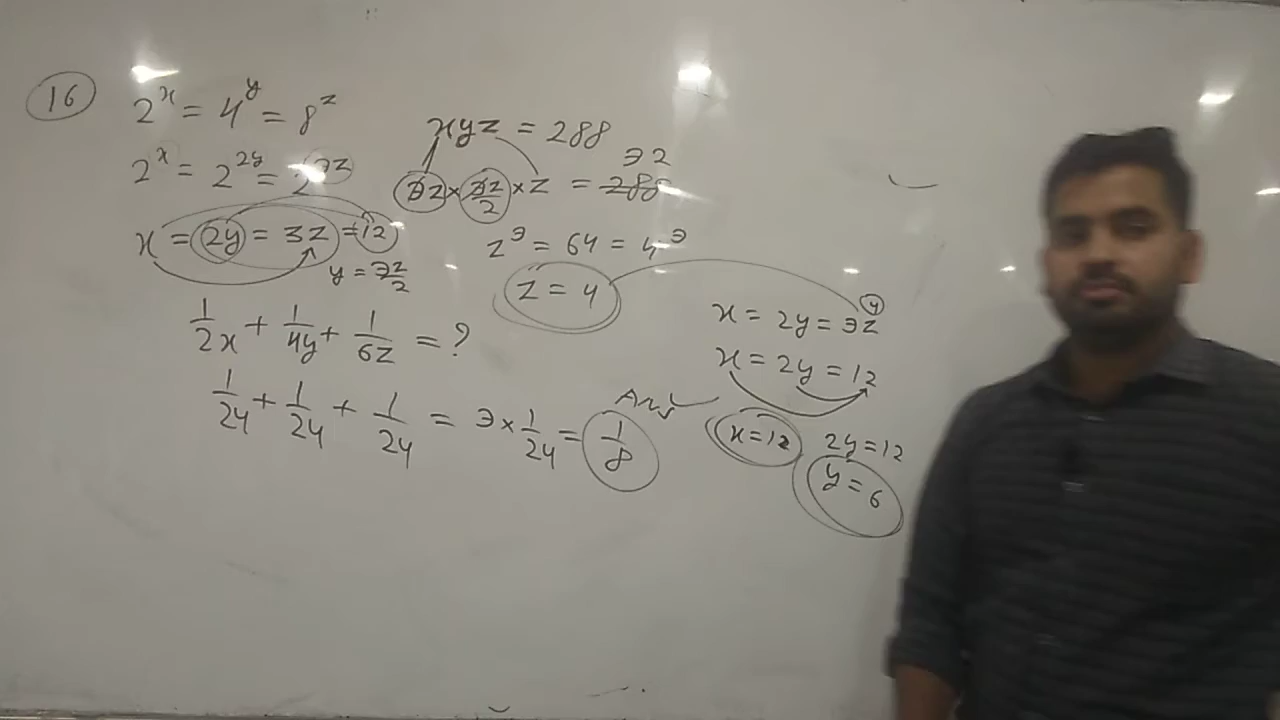 16
2^x = 4^y = 8^z
2^x = 2^2y = 2^3z
x = 2y = 3z = 12
y = 3z/2
1/2x + 1/4y + 1/6z = ?
1/24 + 1/24 + 1/24 = 3 × 1/24 = 1/8
Ans
xyz = 288
32
3z × 3z/2 × z = 288
z^3 = 64 = 4^3
z = 4
4
x = 2y = 3z
x = 2y = 12
x = 12
2y = 12
y = 6